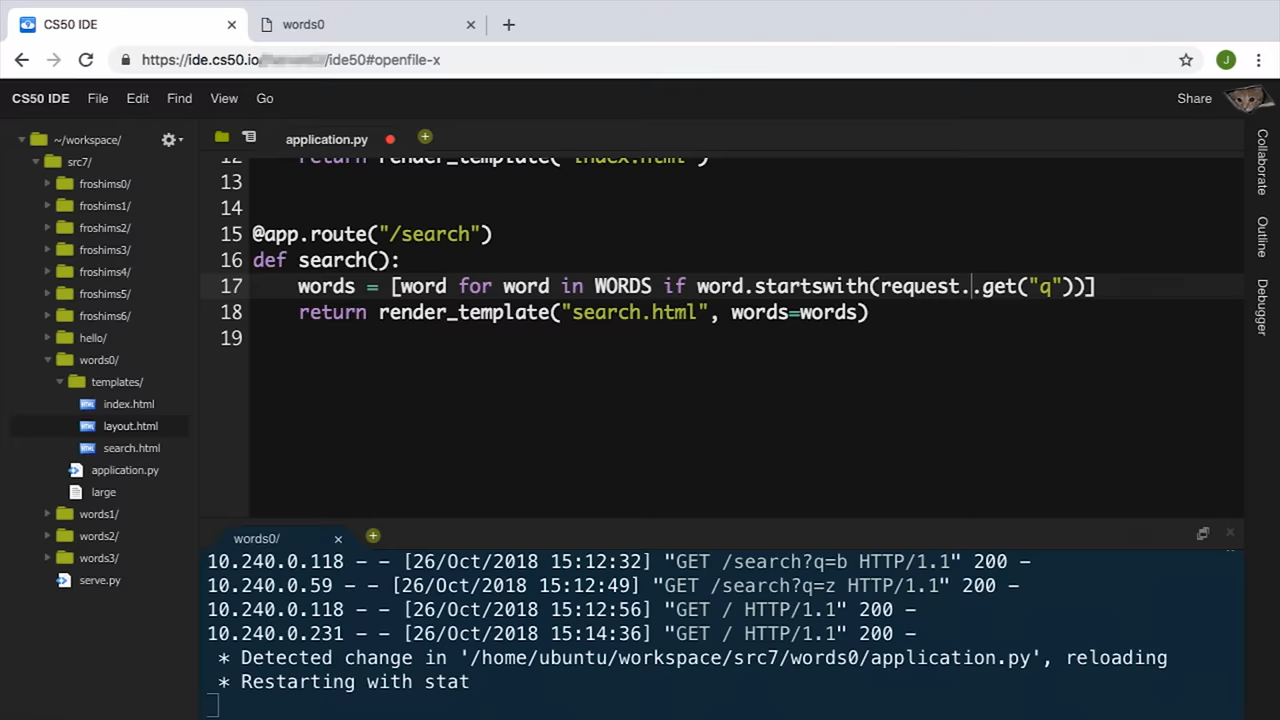 CS50 IDE
words0
https://ide.cs50.io/ /ide50#openfile-x
J
CS50 IDE File Edit Find View Go Share
~/workspace/
src7/
froshims0/
froshims1/
froshims2/
froshims3/
froshims4/
froshims5/
froshims6/
hello/
words0/
templates/
index.html
layout.html
search.html
application.py
large
words1/
words2/
words3/
serve.py
application.py
12 return render_template("index.html")
13
14
15 @app.route("/search")
16 def search():
17 words = [word for word in WORDS if word.startswith(request..get("q"))]
18 return render_template("search.html", words=words)
19
Collaborate
Outline
Debugger
words0/
10.240.0.118 - - [26/Oct/2018 15:12:32] "GET /search?q=b HTTP/1.1" 200 -
10.240.0.59 - - [26/Oct/2018 15:12:49] "GET /search?q=z HTTP/1.1" 200 -
10.240.0.118 - - [26/Oct/2018 15:12:56] "GET / HTTP/1.1" 200 -
10.240.0.231 - - [26/Oct/2018 15:14:36] "GET / HTTP/1.1" 200 -
* Detected change in '/home/ubuntu/workspace/src7/words0/application.py', reloading
* Restarting with stat